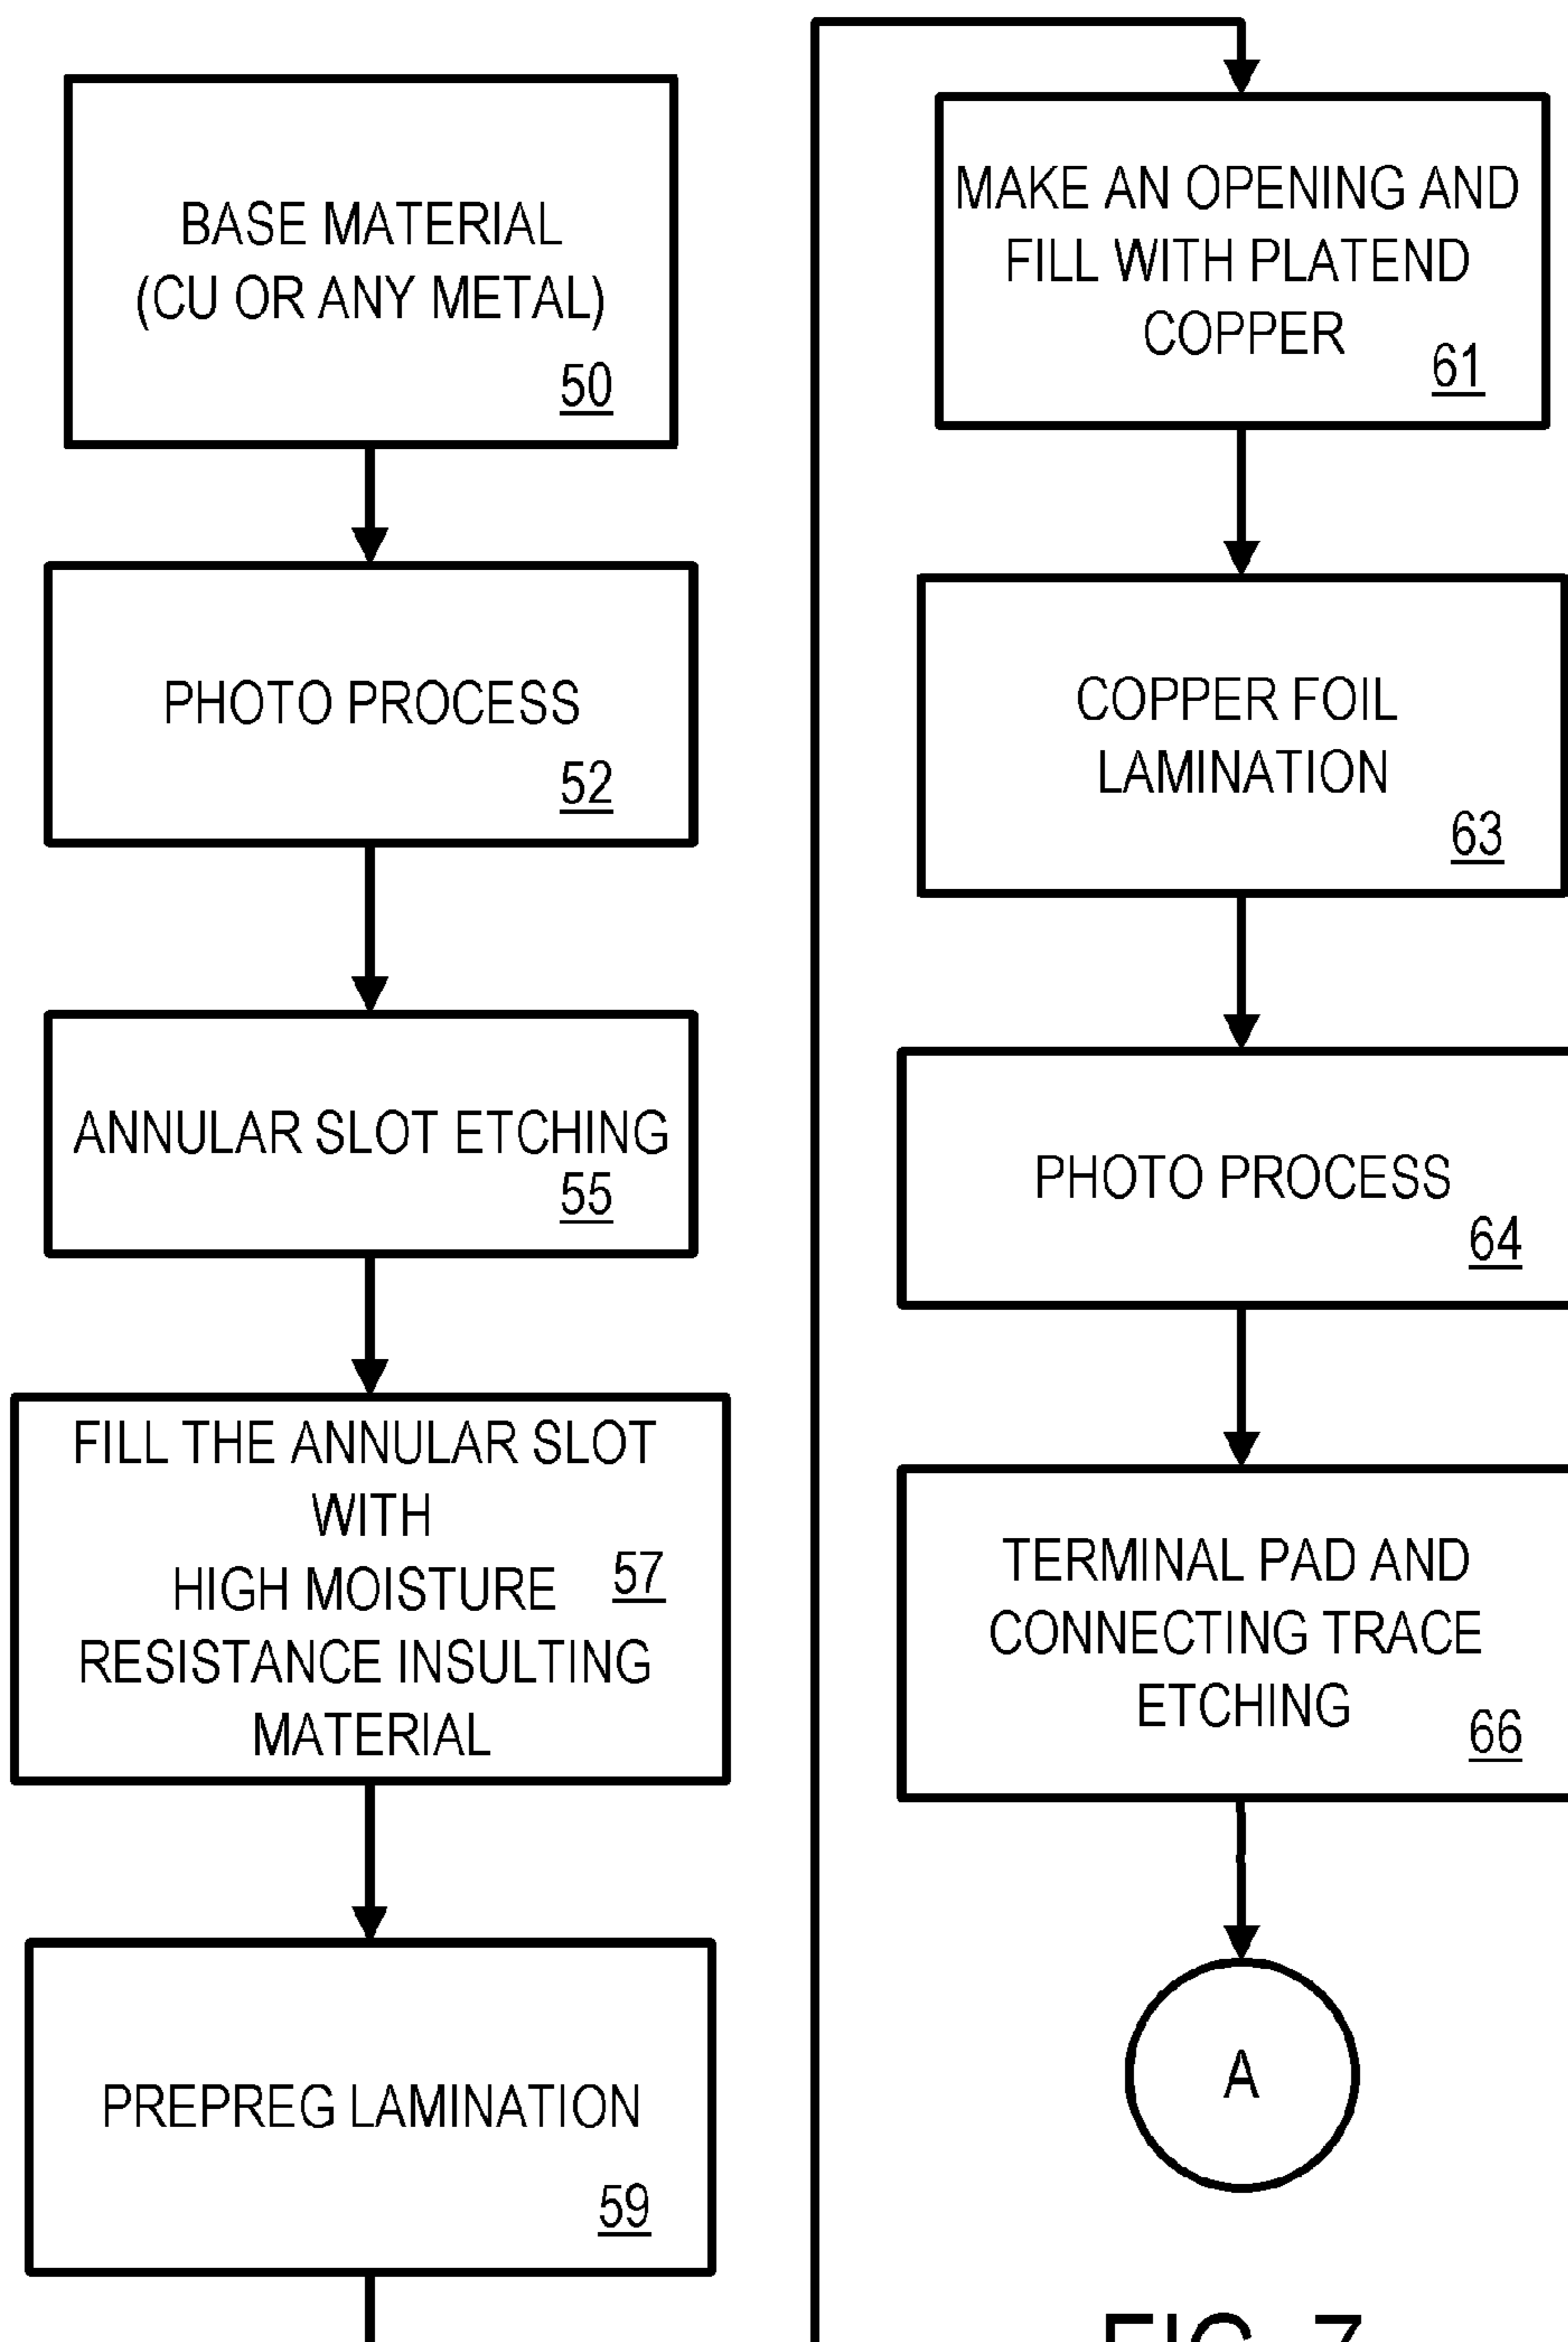 BASE MATERIAL
(CU OR ANY METAL)
50
PHOTO PROCESS
52
ANNULAR SLOT ETCHING
55
FILL THE ANNULAR SLOT
WITH
HIGH MOISTURE
57
RESISTANCE INSULTING
MATERIAL
PREPREG LAMINATION
59
MAKE AN OPENING AND
FILL WITH PLATEND
COPPER
61
COPPER FOIL
LAMINATION
63
PHOTO PROCESS
64
TERMINAL PAD AND
CONNECTING TRACE
ETCHING
66
A
FIG. 7